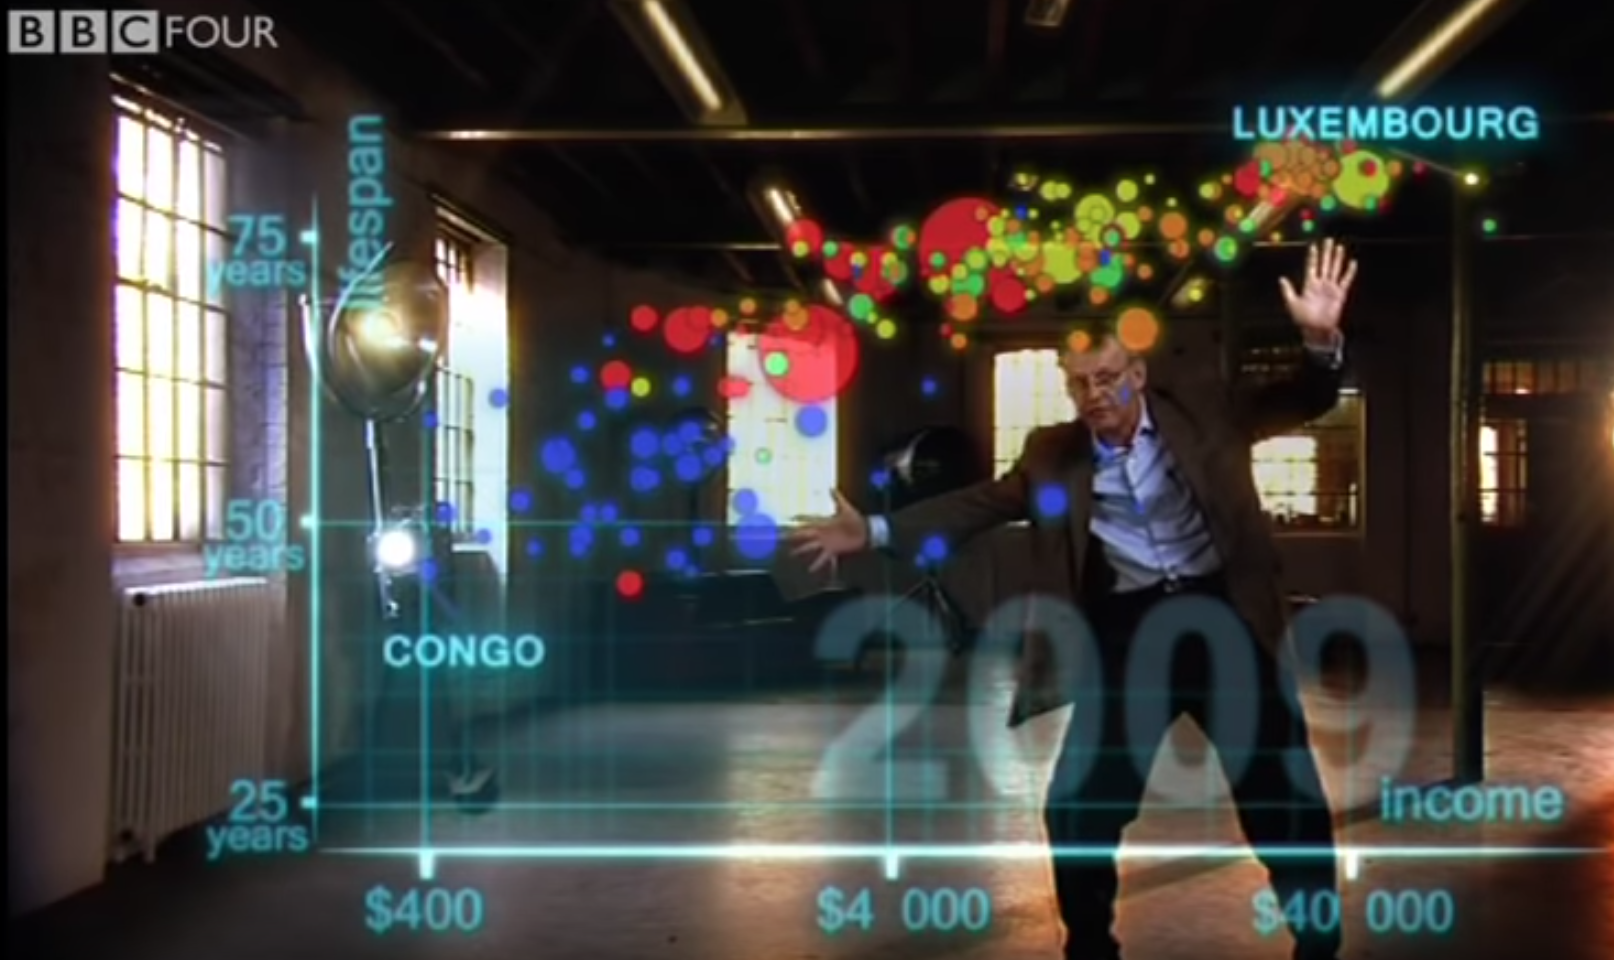 BBC FOUR
LUXEMBOURG
lifespan
75
years
50
years
CONGO
2009
25
years
income
$400
$4 000
$40 000